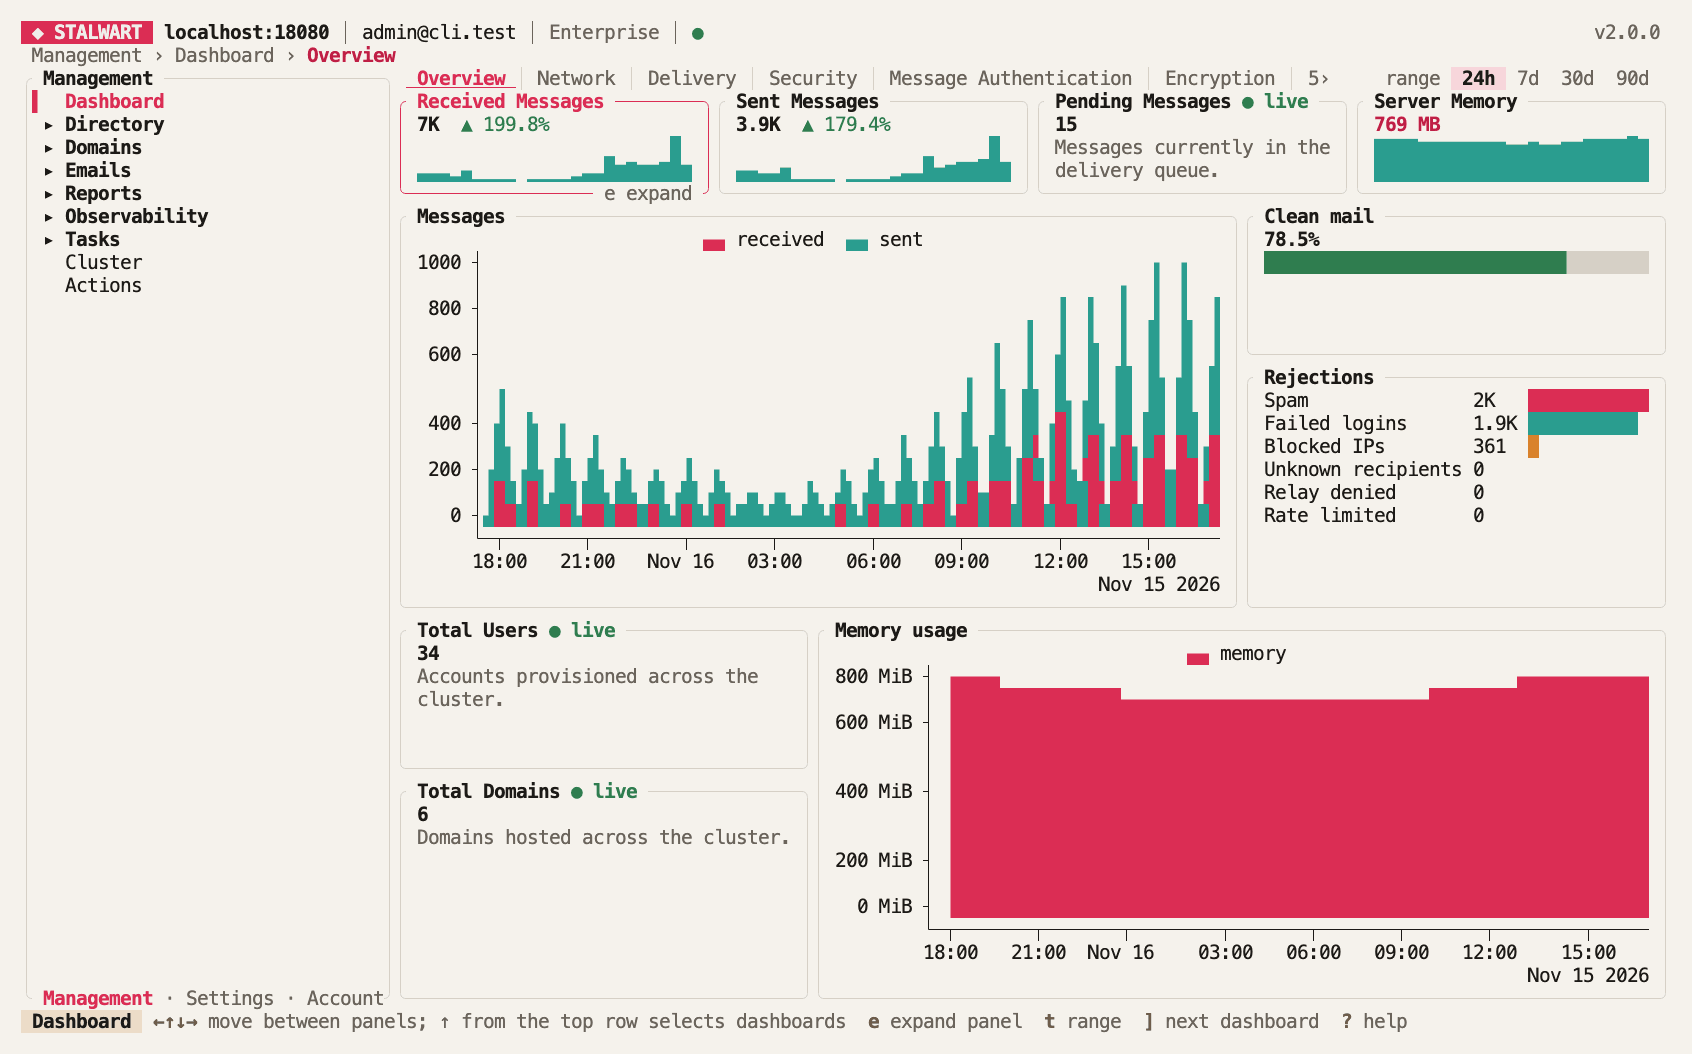 ◆ STALWART localhost:18080 │ admin@cli.test │ Enterprise │ ● v2.0.0
Management › Dashboard › Overview
Management
Dashboard
▸ Directory
▸ Domains
▸ Emails
▸ Reports
▸ Observability
▸ Tasks
Cluster
Actions
Management · Settings · Account
Overview │ Network │ Delivery │ Security │ Message Authentication │ Encryption │ 5› range 24h 7d 30d 90d
Received Messages
7K ▲ 199.8%
e expand
Sent Messages
3.9K ▲ 179.4%
Pending Messages ● live
15
Messages currently in the
delivery queue.
Server Memory
769 MB
Messages
received sent
1000
800
600
400
200
0
18:00 21:00 Nov 16 03:00 06:00 09:00 12:00 15:00
Nov 15 2026
Clean mail
78.5%
Rejections
Spam 2K
Failed logins 1.9K
Blocked IPs 361
Unknown recipients 0
Relay denied 0
Rate limited 0
Total Users ● live
34
Accounts provisioned across the
cluster.
Total Domains ● live
6
Domains hosted across the cluster.
Memory usage
memory
800 MiB
600 MiB
400 MiB
200 MiB
0 MiB
18:00 21:00 Nov 16 03:00 06:00 09:00 12:00 15:00
Nov 15 2026
Dashboard ←↑↓→ move between panels; ↑ from the top row selects dashboards e expand panel t range ] next dashboard ? help